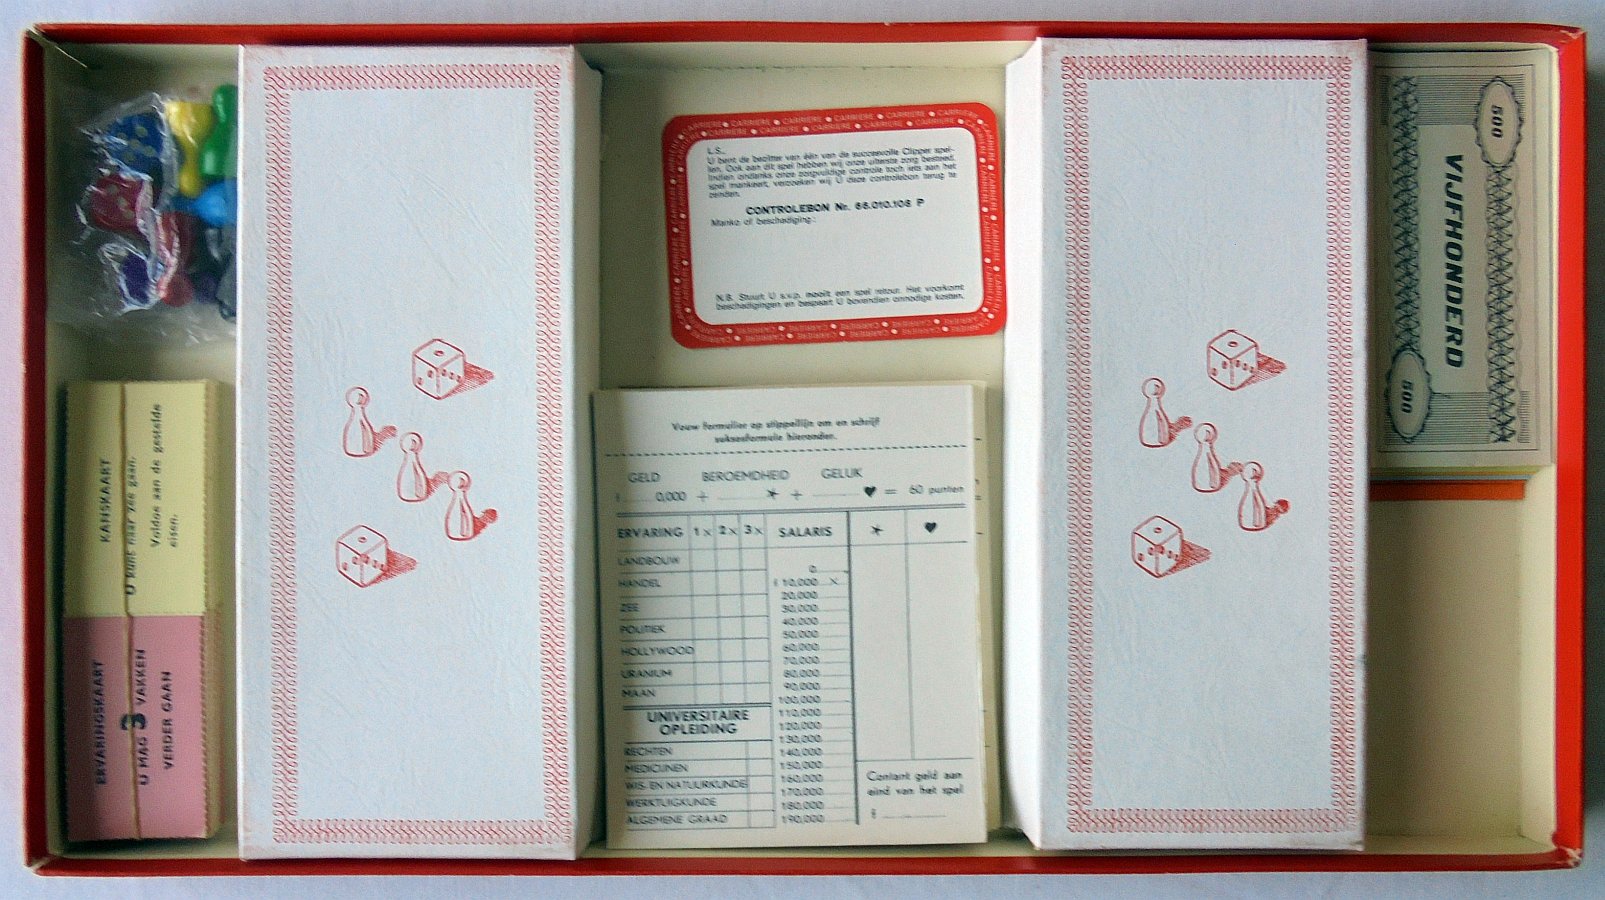 KANSKAART
U kunt naar zee gaan.
Voldoe aan de gestelde
eisen.
ERVARINGSKAART
U MAG 3 VAKKEN
VERDER GAAN
CARRIÈRE • CARRIÈRE • CARRIÈRE • CARRIÈRE • CARRIÈRE
L.S.,
U bent de bezitter van één van de succesvolle Clipper spel-
len. Ook aan dit spel hebben wij onze uiterste zorg besteed.
Indien ondanks onze zorgvuldige controle toch iets aan het
spel mankeert, verzoeken wij U deze controlebon terug te
zenden.
CONTROLEBON Nr. 66.010.108 P
Manko of beschadiging:
N.B. Stuurt U s.v.p. nooit een spel retour. Het voorkomt
beschadigingen en bespaart U bovendien onnodige kosten.
Vouw formulier op stippellijn om en schrijf
suksesformule hieronder.
GELD BEROEMDHEID GELUK
f ........0,000 + ............ * + ............ ♥ = 60 punten
ERVARING 1x 2x 3x SALARIS * ♥
LANDBOUW
HANDEL
ZEE
POLITIEK
HOLLYWOOD
URANIUM
MAAN
0
f 10,000 X
20,000
30,000
40,000
50,000
60,000
70,000
80,000
90,000
100,000
110,000
120,000
130,000
140,000
150,000
160,000
170,000
180,000
190,000
UNIVERSITAIRE
OPLEIDING
RECHTEN
MEDICIJNEN
WIS- EN NATUURKUNDE
WERKTUIGKUNDE
ALGEMENE GRAAD
Contant geld aan
eind van het spel
f ................
500
VIJFHONDERD
500